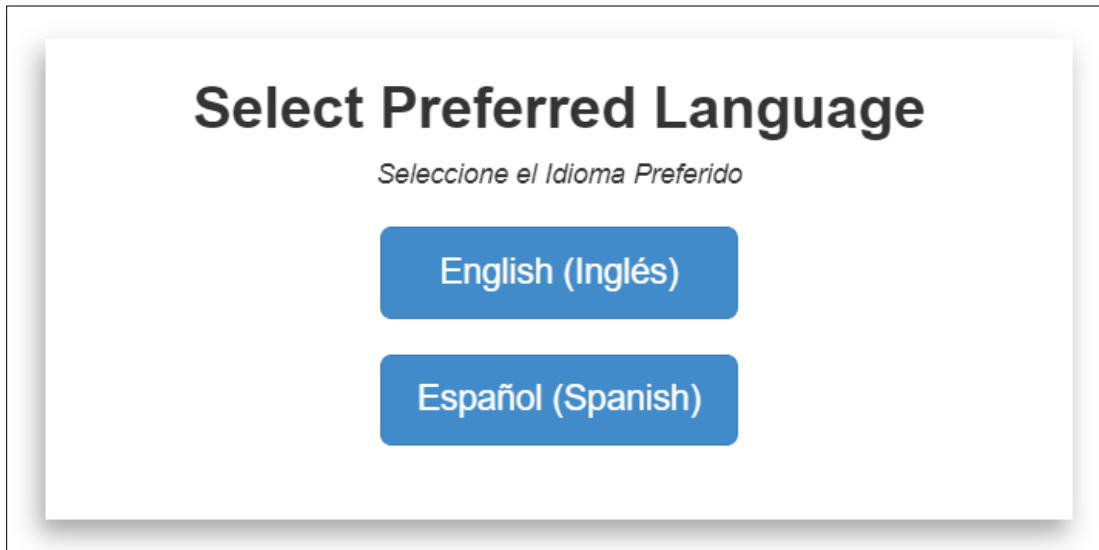 Select Preferred Language
Seleccione el Idioma Preferido
English (Inglés)
Español (Spanish)